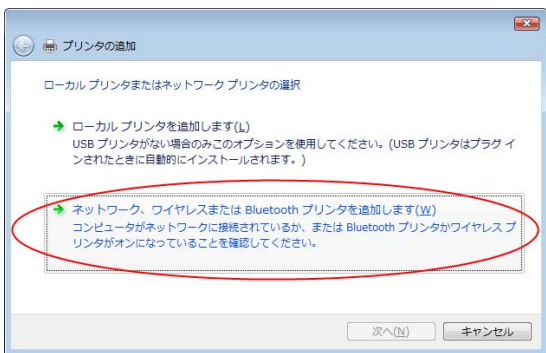 プリンタの追加
ローカル プリンタまたはネットワーク プリンタの選択
ローカル プリンタを追加します(L)
USB プリンタがない場合のみこのオプションを使用してください。(USB プリンタはプラグ イ
ンされたときに自動的にインストールされます。)
ネットワーク、ワイヤレスまたは Bluetooth プリンタを追加します(W)
コンピュータがネットワークに接続されているか、または Bluetooth プリンタかワイヤレス プ
リンタがオンになっていることを確認してください。
次へ(N)
キャンセル